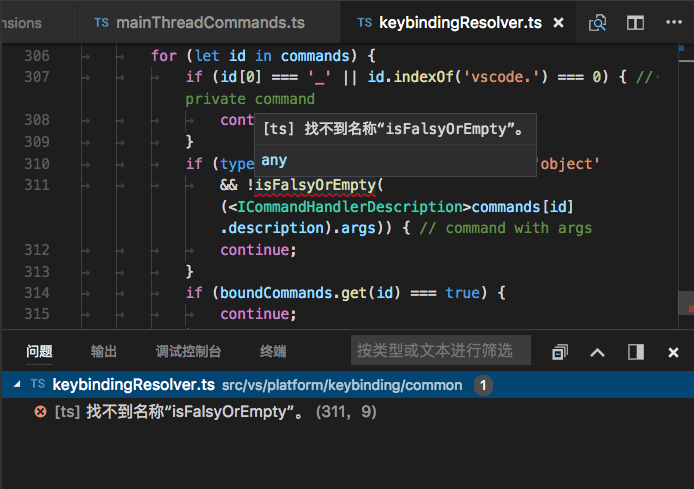 nsions TS mainThreadCommands.ts TS keybindingResolver.ts ×
306 for (let id in commands) {
307 if (id[0] === '_' || id.indexOf('vscode.') === 0) { //
private command
308 cont
309 }
310 if (type 'object'
311 && !isFalsyOrEmpty(
(<ICommandHandlerDescription>commands[id]
.description).args)) { // command with args
312 continue;
313 }
314 if (boundCommands.get(id) === true) {
315 continue;
[ts] 找不到名称“isFalsyOrEmpty”。
any
问题 输出 调试控制台 终端 按类型或文本进行筛选
TS keybindingResolver.ts src/vs/platform/keybinding/common 1
[ts] 找不到名称“isFalsyOrEmpty”。 (311, 9)